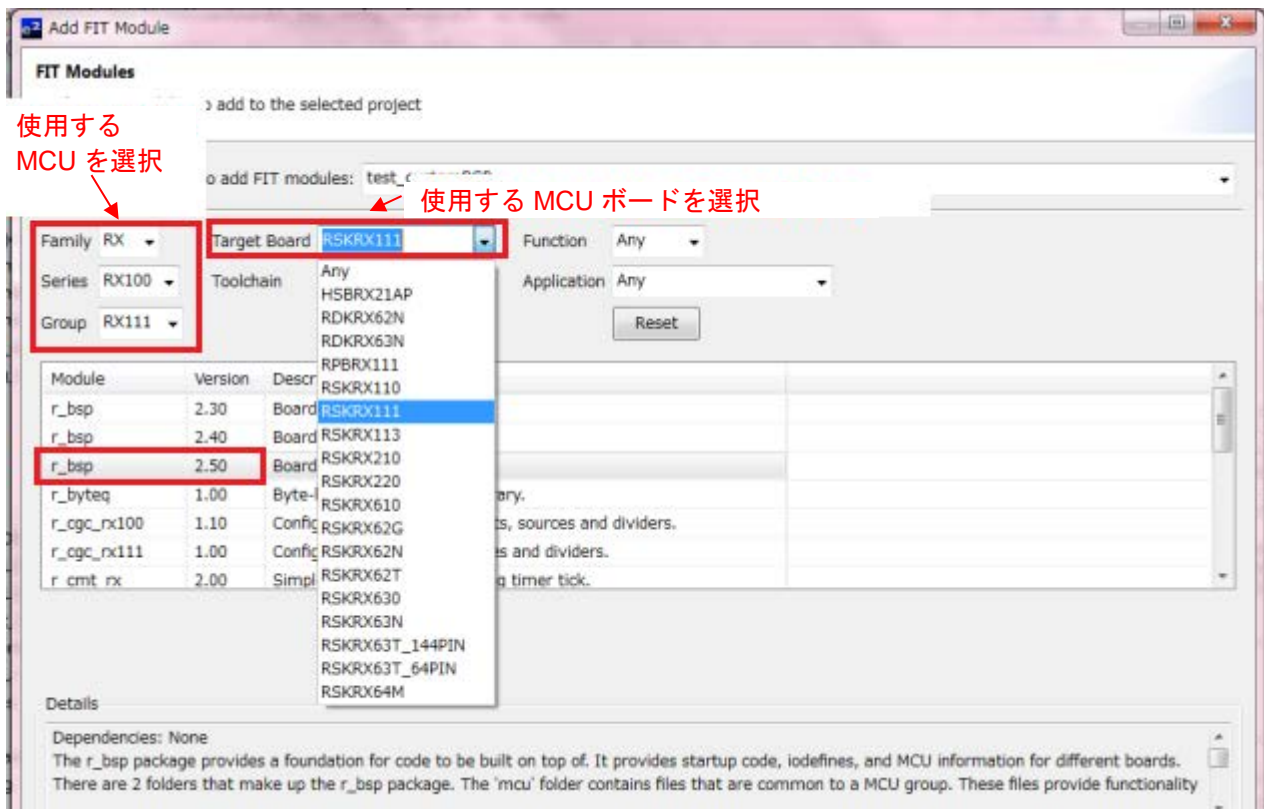 Add FIT Module
FIT Modules
add to the selected project
使用する
MCU を選択
o add FIT modules:
使用する MCU ボードを選択
Family RX Target Board RSKRX111 Function Any
Series RX100 Toolchain Application Any
Group RX111 Reset
Any
HSBRX21AP
RDKRX62N
RDKRX63N
RPBRX111
RSKRX110
RSKRX111
RSKRX113
RSKRX210
RSKRX220
RSKRX610
RSKRX62G
RSKRX62N
RSKRX62T
RSKRX630
RSKRX63N
RSKRX63T_144PIN
RSKRX63T_64PIN
RSKRX64M
Module Version Descr
r_bsp 2.30 Board
r_bsp 2.40 Board
r_bsp 2.50 Board
r_byteq 1.00 Byte-l ary.
r_cgc_rx100 1.10 Config ts, sources and dividers.
r_cgc_rx111 1.00 Config es and dividers.
r_cmt_rx 2.00 Simpl g timer tick.
Details
Dependencies: None
The r_bsp package provides a foundation for code to be built on top of. It provides startup code, iodefines, and MCU information for different boards.
There are 2 folders that make up the r_bsp package. The 'mcu' folder contains files that are common to a MCU group. These files provide functionality